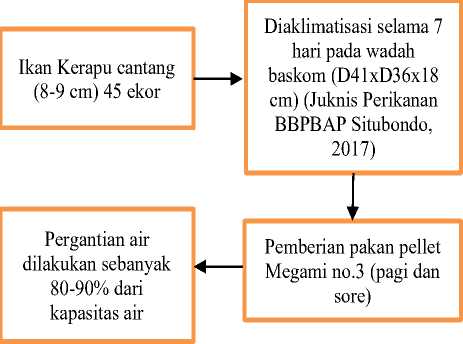 Ikan Kerapu cantang
(8-9 cm) 45 ekor
Diaklimatisasi selama 7
hari pada wadah
baskom (D41xD36x18
cm) (Juknis Perikanan
BBPBAP Situbondo,
2017)
Pemberian pakan pellet
Megami no.3 (pagi dan
sore)
Pergantian air
dilakukan sebanyak
80-90% dari
kapasitas air